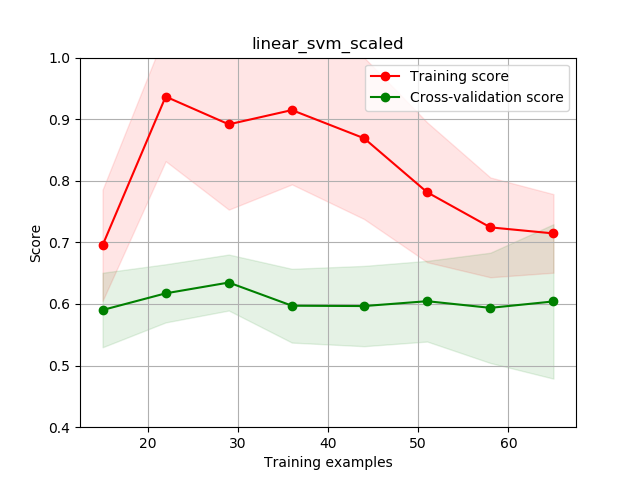 linear_svm_scaled
Training score
Cross-validation score
1.0
0.9
0.8
0.7
0.6
0.5
0.4
Score
20 30 40 50 60
Training examples